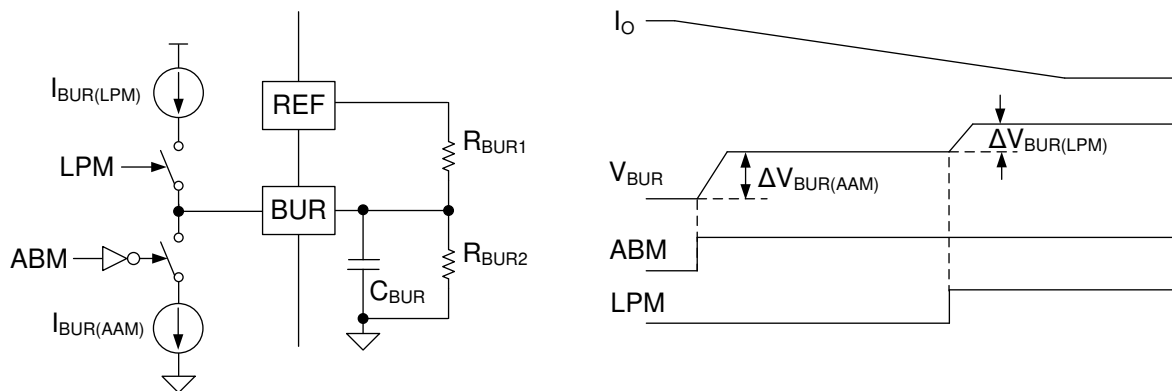 I_BUR(LPM)
LPM
ABM
I_BUR(AAM)
REF
BUR
R_BUR1
R_BUR2
C_BUR
I_O
V_BUR
ΔV_BUR(AAM)
ΔV_BUR(LPM)
ABM
LPM